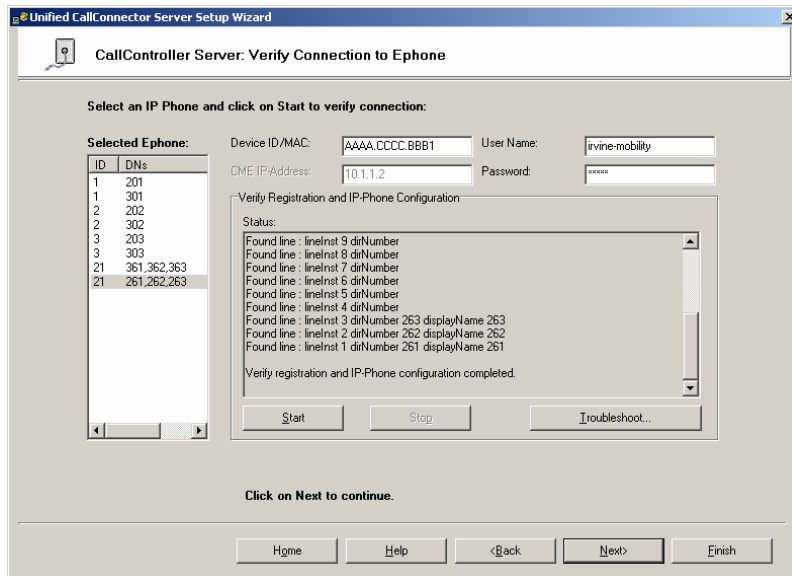 Unified CallConnector Server Setup Wizard
CallController Server: Verify Connection to Ephone
Select an IP Phone and click on Start to verify connection:
Selected Ephone:
ID DNs
1 201
1 301
2 202
2 302
3 203
3 303
21 361,362,363
21 261,262,263
Device ID/MAC: AAAA.CCCC.BBB1 User Name: irvine-mobility
CME IP-Address: 10.1.1.2 Password: xxxxx
Verify Registration and IP-Phone Configuration
Status:
Found line : lineInst 9 dirNumber
Found line : lineInst 8 dirNumber
Found line : lineInst 7 dirNumber
Found line : lineInst 6 dirNumber
Found line : lineInst 5 dirNumber
Found line : lineInst 4 dirNumber
Found line : lineInst 3 dirNumber 263 displayName 263
Found line : lineInst 2 dirNumber 262 displayName 262
Found line : lineInst 1 dirNumber 261 displayName 261
Verify registration and IP-Phone configuration completed.
Start Stop Troubleshoot...
Click on Next to continue.
Home Help <Back Next> Finish